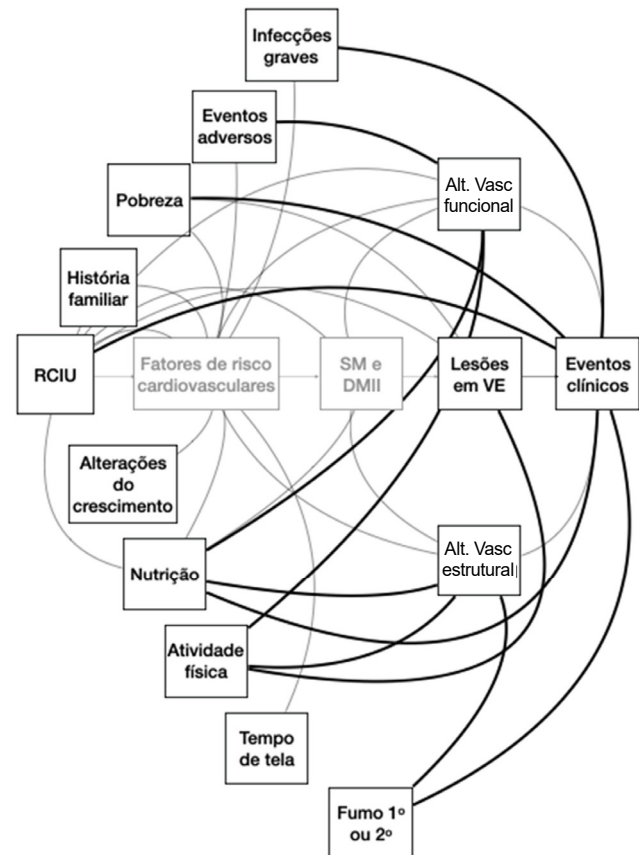 Infecções
graves
Eventos
adversos
Pobreza
Alt. Vasc
funcional
História
familiar
RCIU
Fatores de risco
cardiovasculares
SM e
DMII
Lesões
em VE
Eventos
clínicos
Alterações
do
crescimento
Nutrição
Alt. Vasc
estrutural
Atividade
física
Tempo
de tela
Fumo 1º
ou 2º